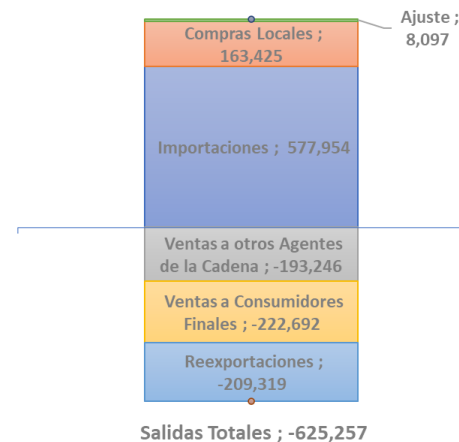 Ajuste ;
8,097
Compras Locales ;
163,425
Importaciones ; 577,954
Ventas a otros Agentes
de la Cadena ; -193,246
Ventas a Consumidores
Finales ; -222,692
Reexportaciones ;
-209,319
Salidas Totales ; -625,257